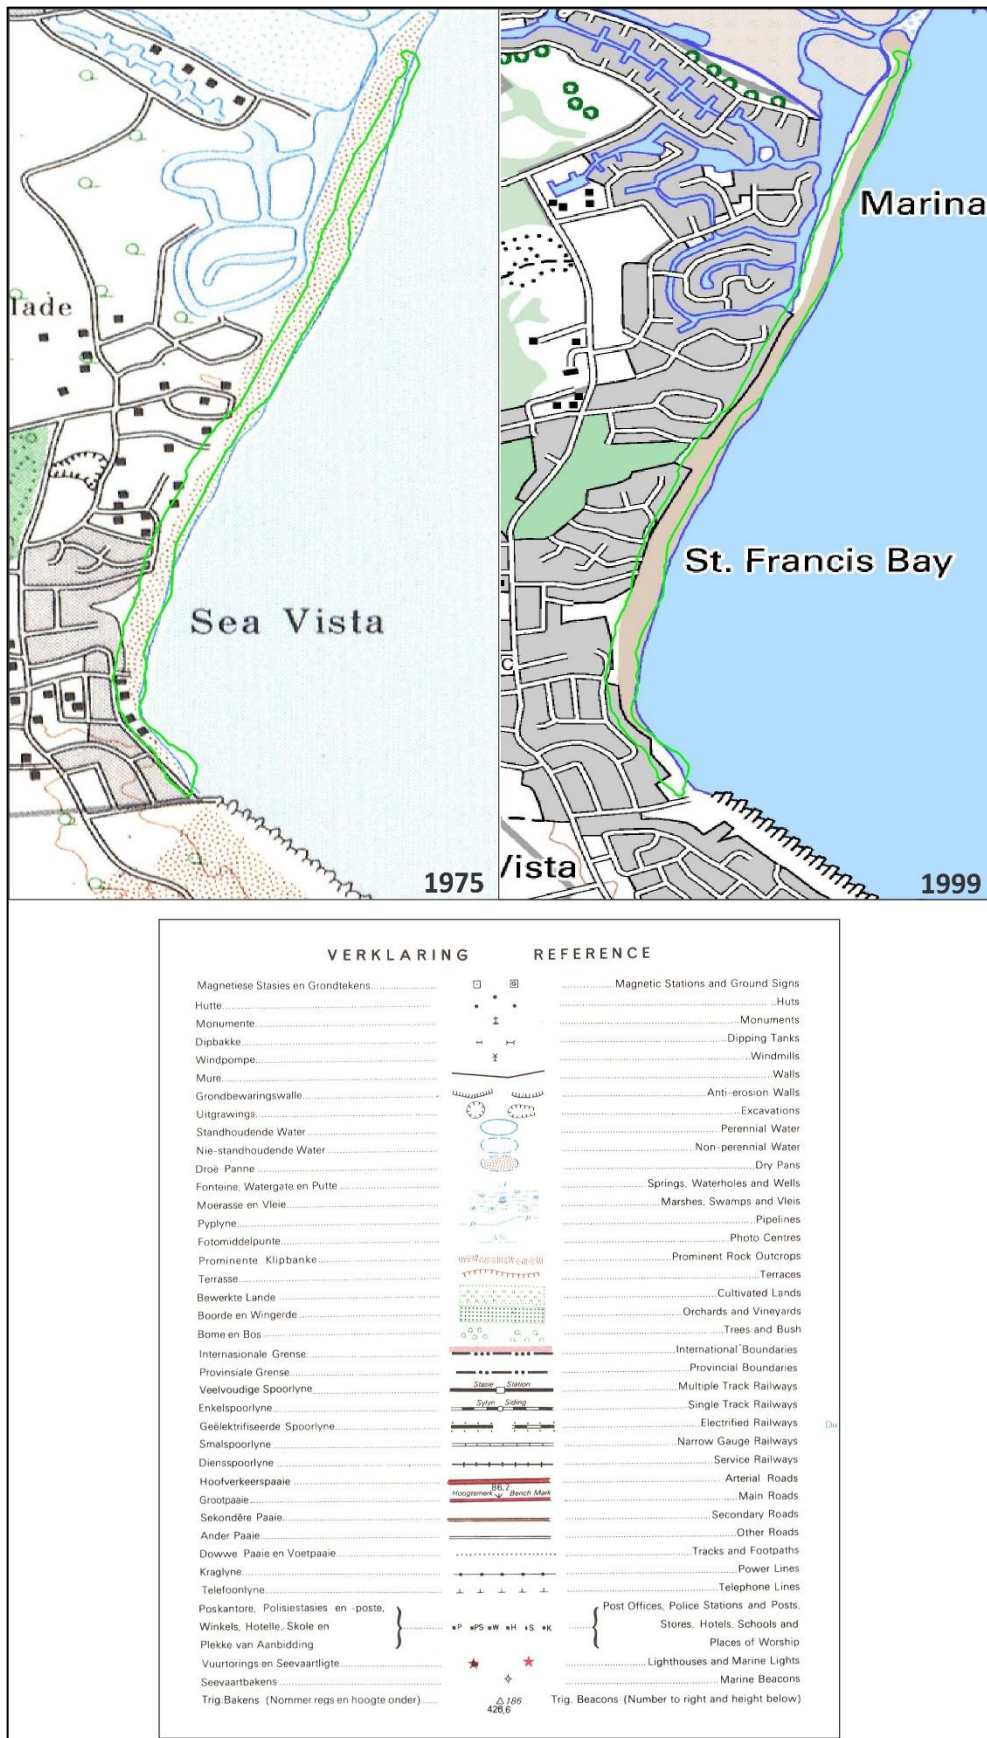 lade
Sea Vista
1975
Marina
St. Francis Bay
C
Vista
1999
VERKLARING REFERENCE
Magnetiese Stasies en Grondtekens Magnetic Stations and Ground Signs
Hutte Huts
Monumente Monuments
Dipbakke Dipping Tanks
Windpompe Windmills
Mure Walls
Grondbewaringswalle Anti-erosion Walls
Uitgrawings Excavations
Standhoudende Water Perennial Water
Nie-standhoudende Water Non-perennial Water
Droë Panne Dry Pans
Fonteine, Watergate en Putte Springs, Waterholes and Wells
Moerasse en Vleie Marshes, Swamps and Vleis
Pyplyne Pipelines
Fotomiddelpunte Photo Centres
Prominente Klipbanke Prominent Rock Outcrops
Terrasse Terraces
Bewerkte Lande Cultivated Lands
Boorde en Wingerde Orchards and Vineyards
Bome en Bos Trees and Bush
Internasionale Grense International Boundaries
Provinsiale Grense Provincial Boundaries
Veelvoudige Spoorlyne Stasie Station Multiple Track Railways
Enkelspoorlyne Sylyn Siding Single Track Railways
Geëlektrifiseerde Spoorlyne Electrified Railways
Smalspoorlyne Narrow Gauge Railways
Diensspoorlyne Service Railways
Hoofverkeerspaaie Arterial Roads
86.2
Grootpaaie Hoogtemerk Bench Mark Main Roads
Sekondêre Paaie Secondary Roads
Ander Paaie Other Roads
Dowwe Paaie en Voetpaaie Tracks and Footpaths
Kraglyne Power Lines
Telefoonlyne Telephone Lines
Poskantore, Polisiestasies en -poste, Post Offices, Police Stations and Posts,
Winkels, Hotelle, Skole en P PS W H S K Stores, Hotels, Schools and
Plekke van Aanbidding Places of Worship
Vuurtorings en Seevaartligte Lighthouses and Marine Lights
Seevaartbakens Marine Beacons
Trig. Bakens (Nommer regs en hoogte onder) 186 Trig. Beacons (Number to right and height below)
426,6